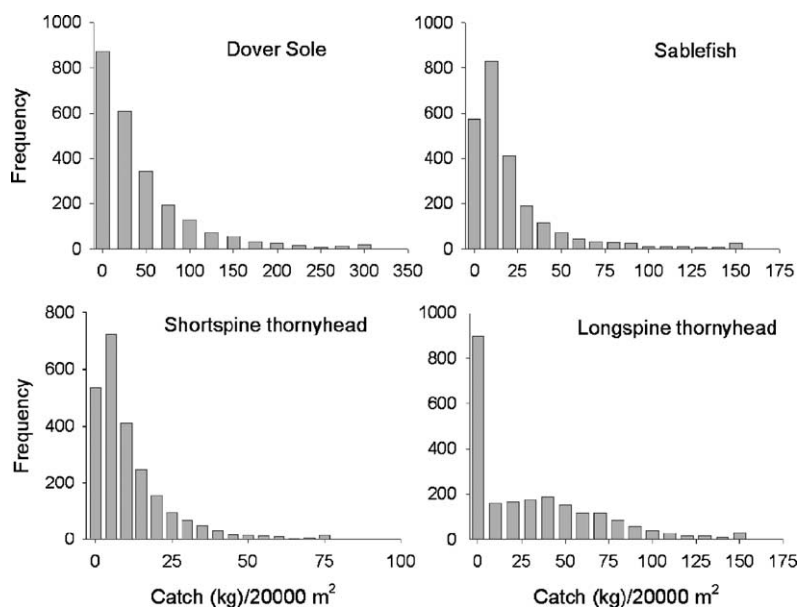 Dover Sole
Frequency
1000
800
600
400
200
0
0 50 100 150 200 250 300 350
Sablefish
1000
800
600
400
200
0
0 25 50 75 100 125 150 175
Shortspine thornyhead
Frequency
800
600
400
200
0
0 25 50 75 100
Catch (kg)/20000 m²
Longspine thornyhead
1000
800
600
400
200
0
0 25 50 75 100 125 150 175
Catch (kg)/20000 m²